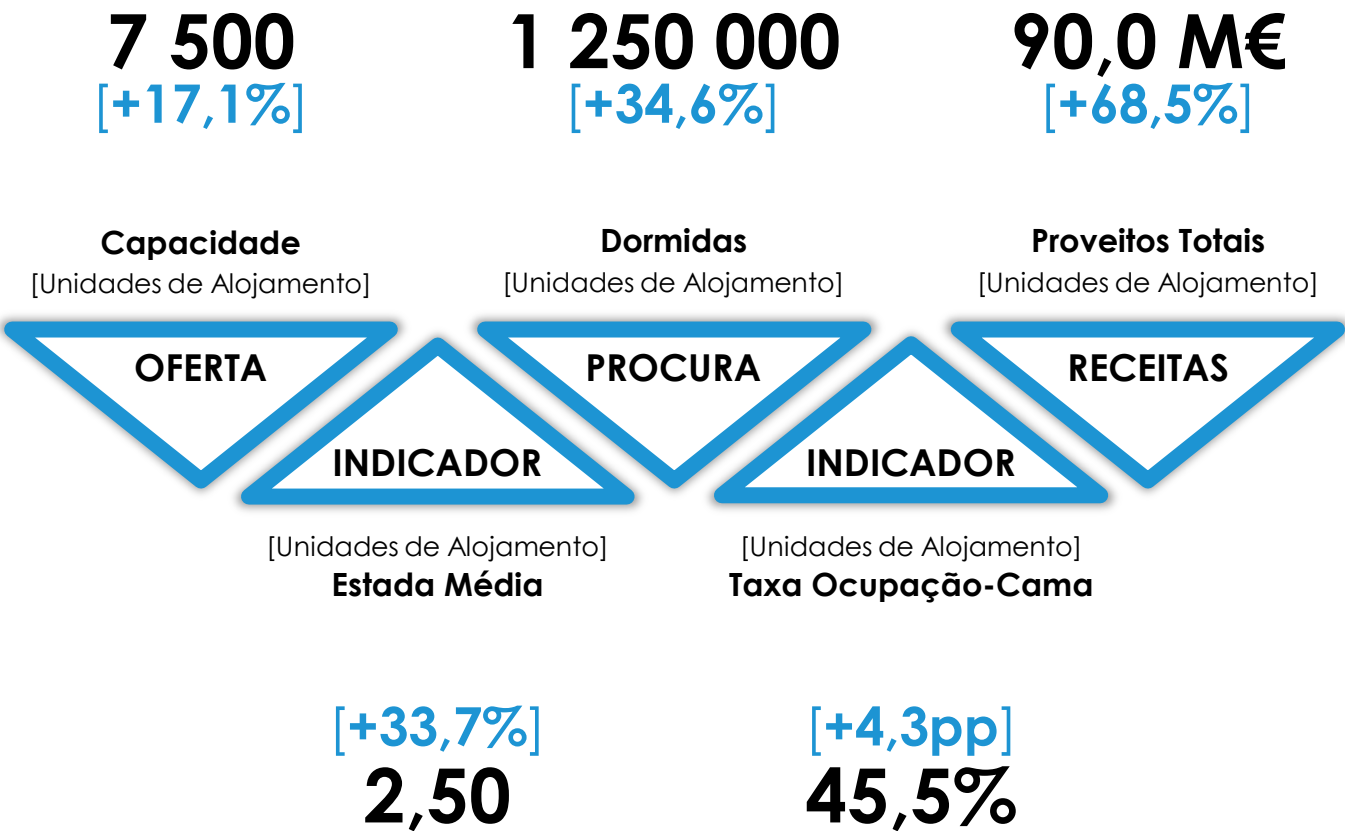 7 500
[+17,1%]
1 250 000
[+34,6%]
90,0 M€
[+68,5%]
Capacidade
[Unidades de Alojamento]
Dormidas
[Unidades de Alojamento]
Proveitos Totais
[Unidades de Alojamento]
OFERTA
PROCURA
RECEITAS
INDICADOR
INDICADOR
[Unidades de Alojamento]
Estada Média
[Unidades de Alojamento]
Taxa Ocupação-Cama
[+33,7%]
2,50
[+4,3pp]
45,5%